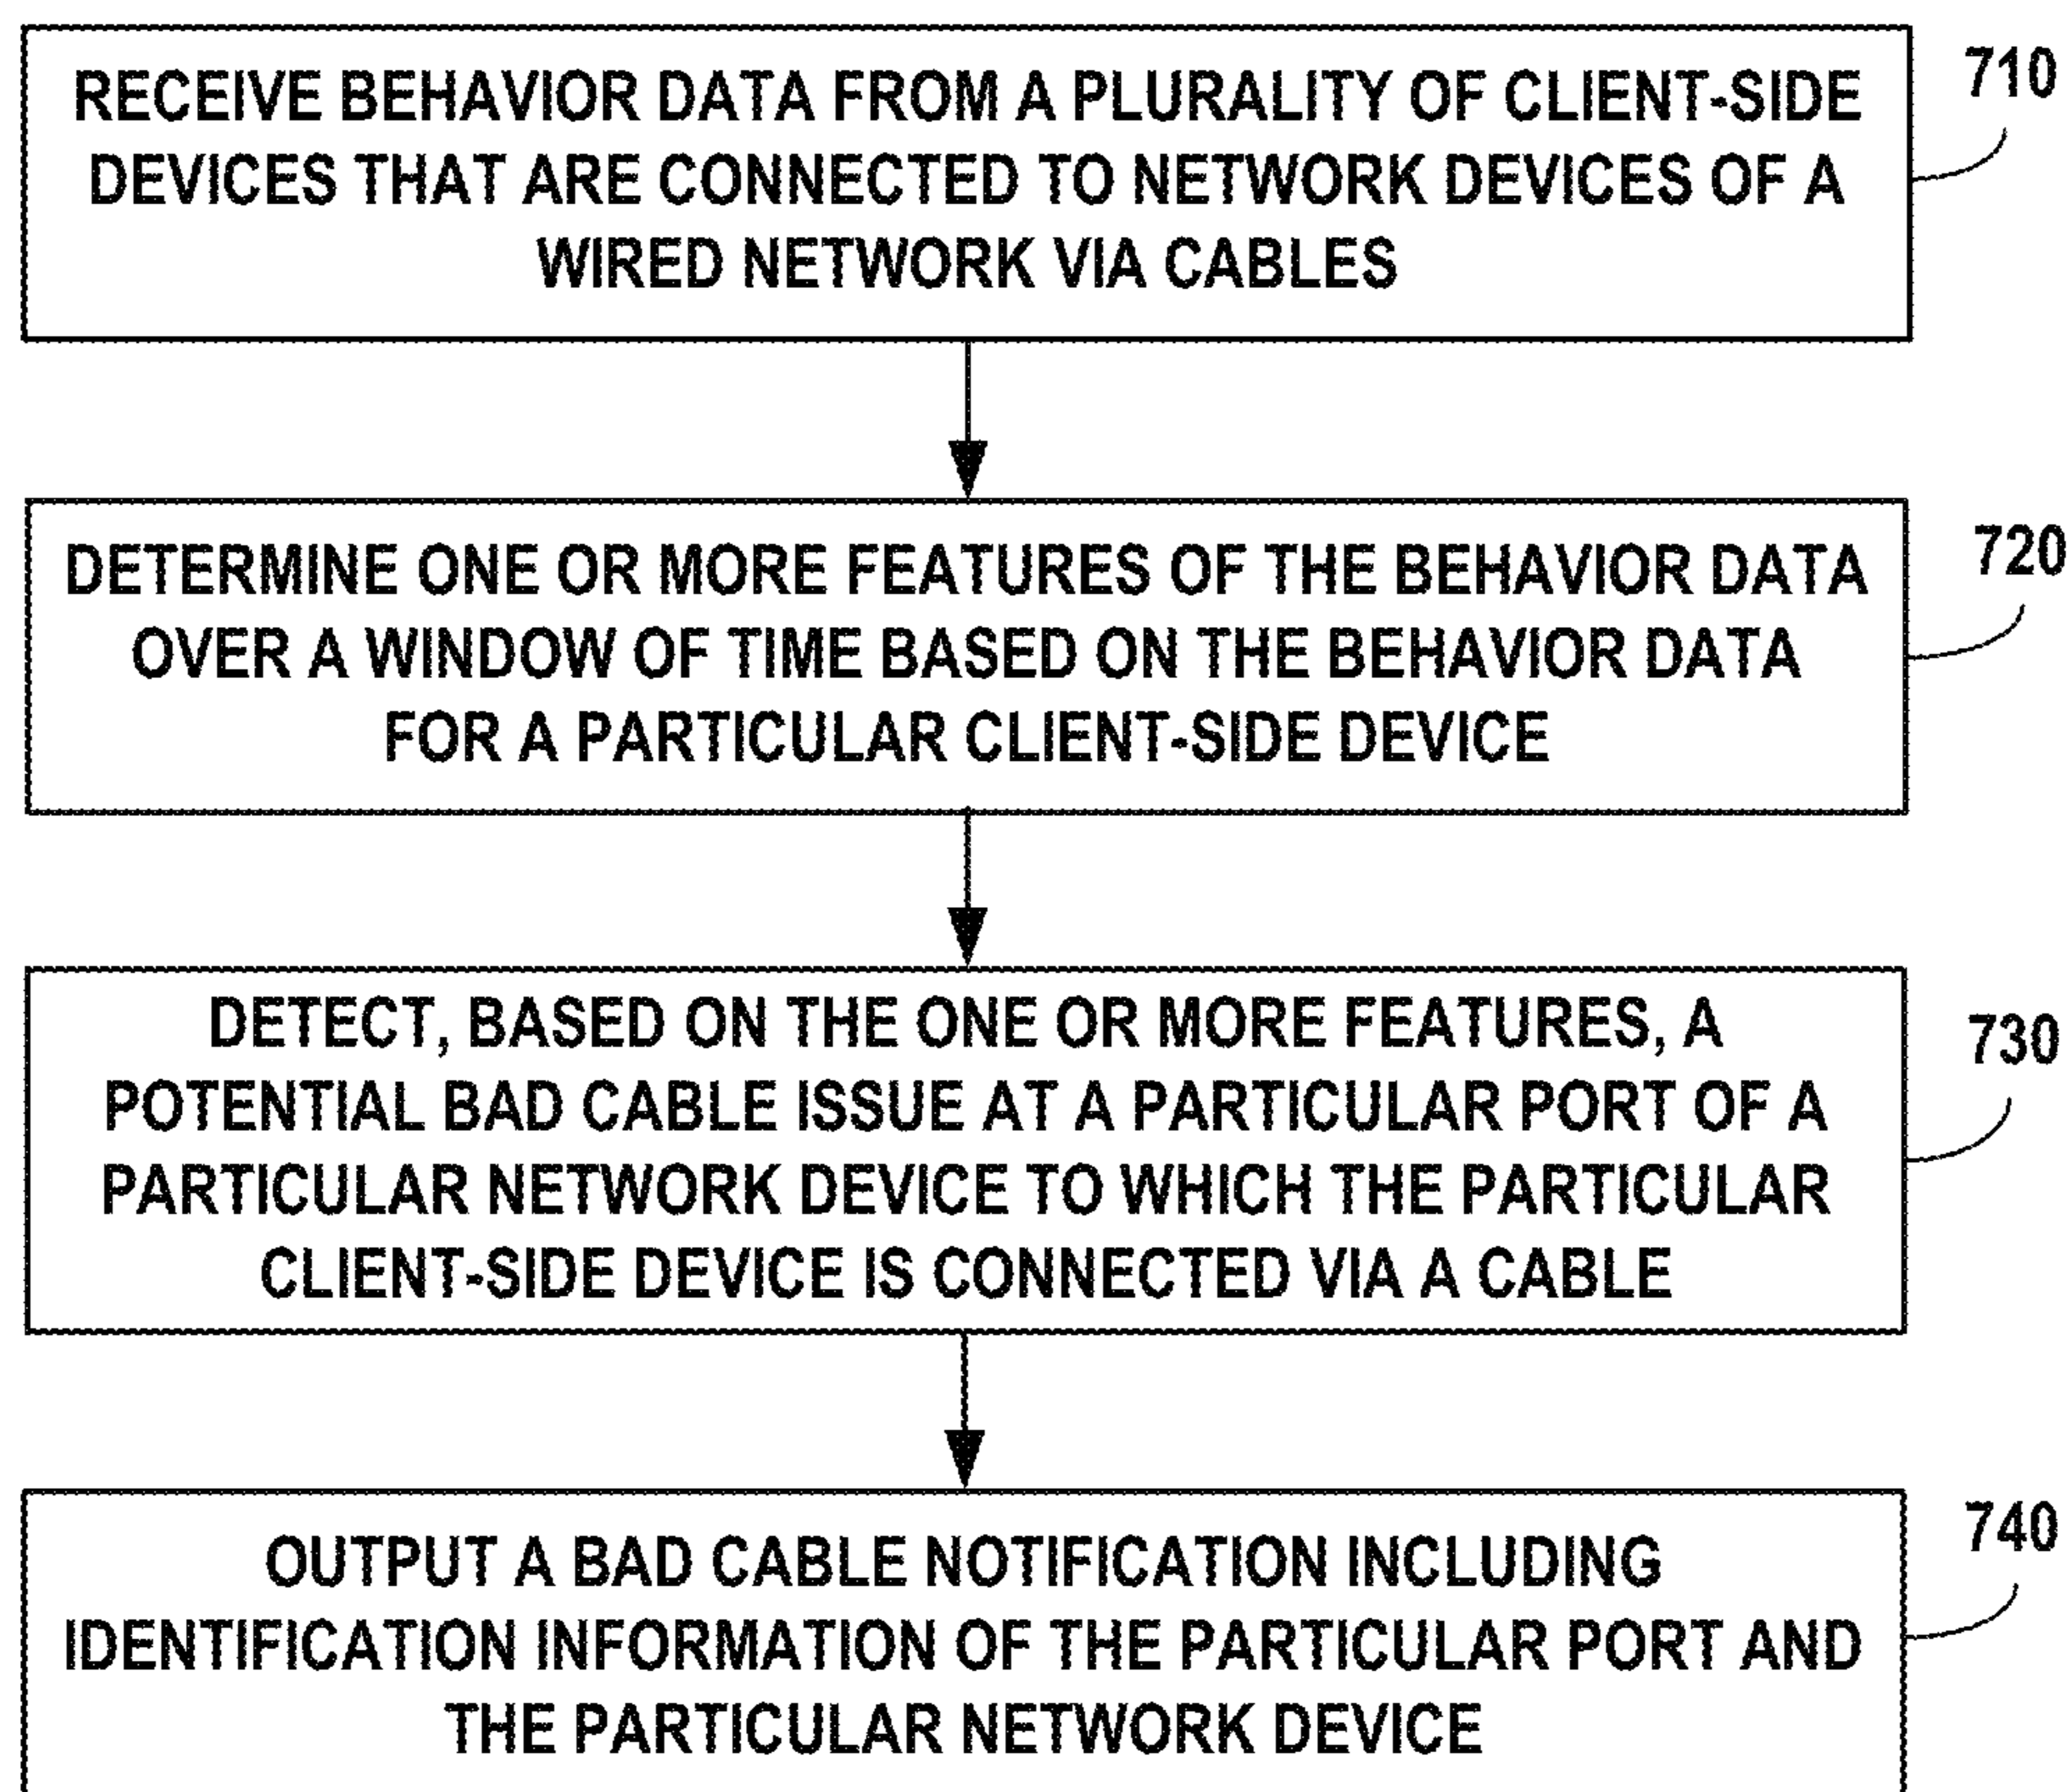 RECEIVE BEHAVIOR DATA FROM A PLURALITY OF CLIENT-SIDE
DEVICES THAT ARE CONNECTED TO NETWORK DEVICES OF A
WIRED NETWORK VIA CABLES
710
DETERMINE ONE OR MORE FEATURES OF THE BEHAVIOR DATA
OVER A WINDOW OF TIME BASED ON THE BEHAVIOR DATA
FOR A PARTICULAR CLIENT-SIDE DEVICE
720
DETECT, BASED ON THE ONE OR MORE FEATURES, A
POTENTIAL BAD CABLE ISSUE AT A PARTICULAR PORT OF A
PARTICULAR NETWORK DEVICE TO WHICH THE PARTICULAR
CLIENT-SIDE DEVICE IS CONNECTED VIA A CABLE
730
OUTPUT A BAD CABLE NOTIFICATION INCLUDING
IDENTIFICATION INFORMATION OF THE PARTICULAR PORT AND
THE PARTICULAR NETWORK DEVICE
740